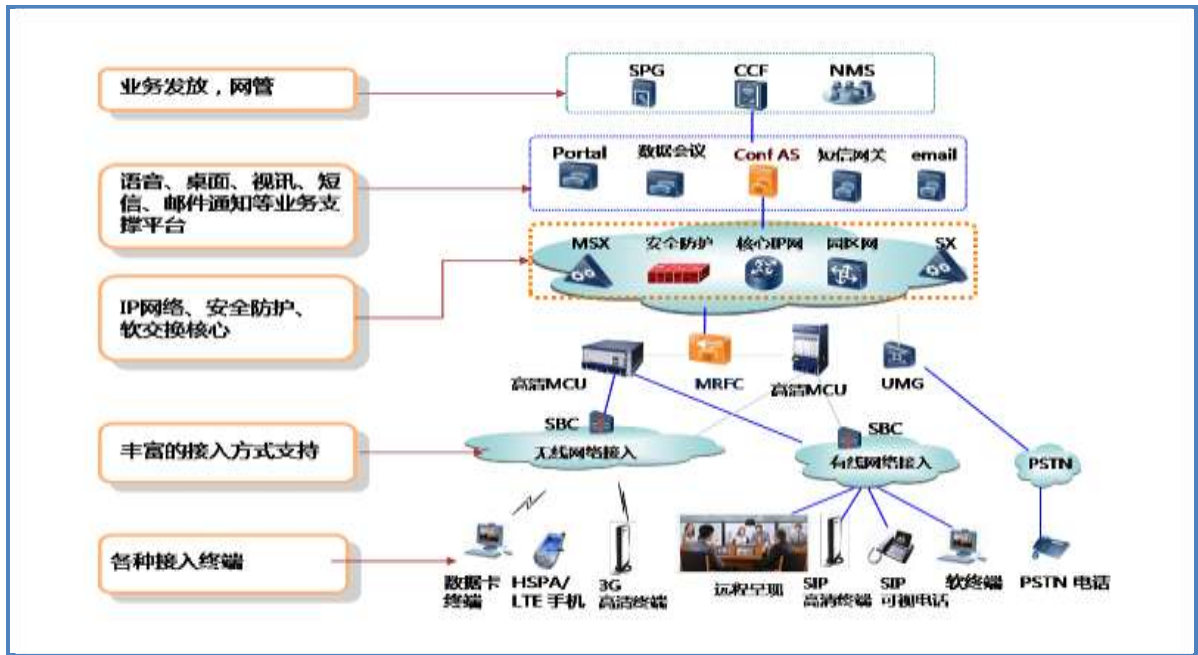 业务发放，网管
SPG CCF NMS
语音、桌面、视讯、短
信、邮件通知等业务支
撑平台
Portal 数据会议 Conf AS 短信网关 email
IP网络、安全防护、
软交换核心
MSX 安全防护 核心IP网 园区网 SX
高清MCU MRFC 高清MCU UMG
丰富的接入方式支持
SBC SBC
无线网络接入 有线网络接入 PSTN
各种接入终端
数据卡
终端
HSPA/
LTE 手机
3G
高清终端
远程呈现
SIP
高清终端
SIP
可视电话
软终端
PSTN 电话